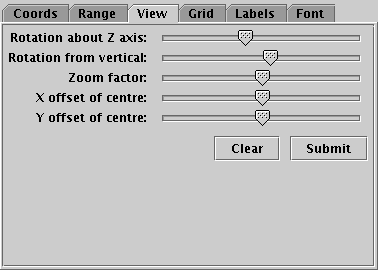 Coords Range View Grid Labels Font
Rotation about Z axis:
Rotation from vertical:
Zoom factor:
X offset of centre:
Y offset of centre:
Clear Submit